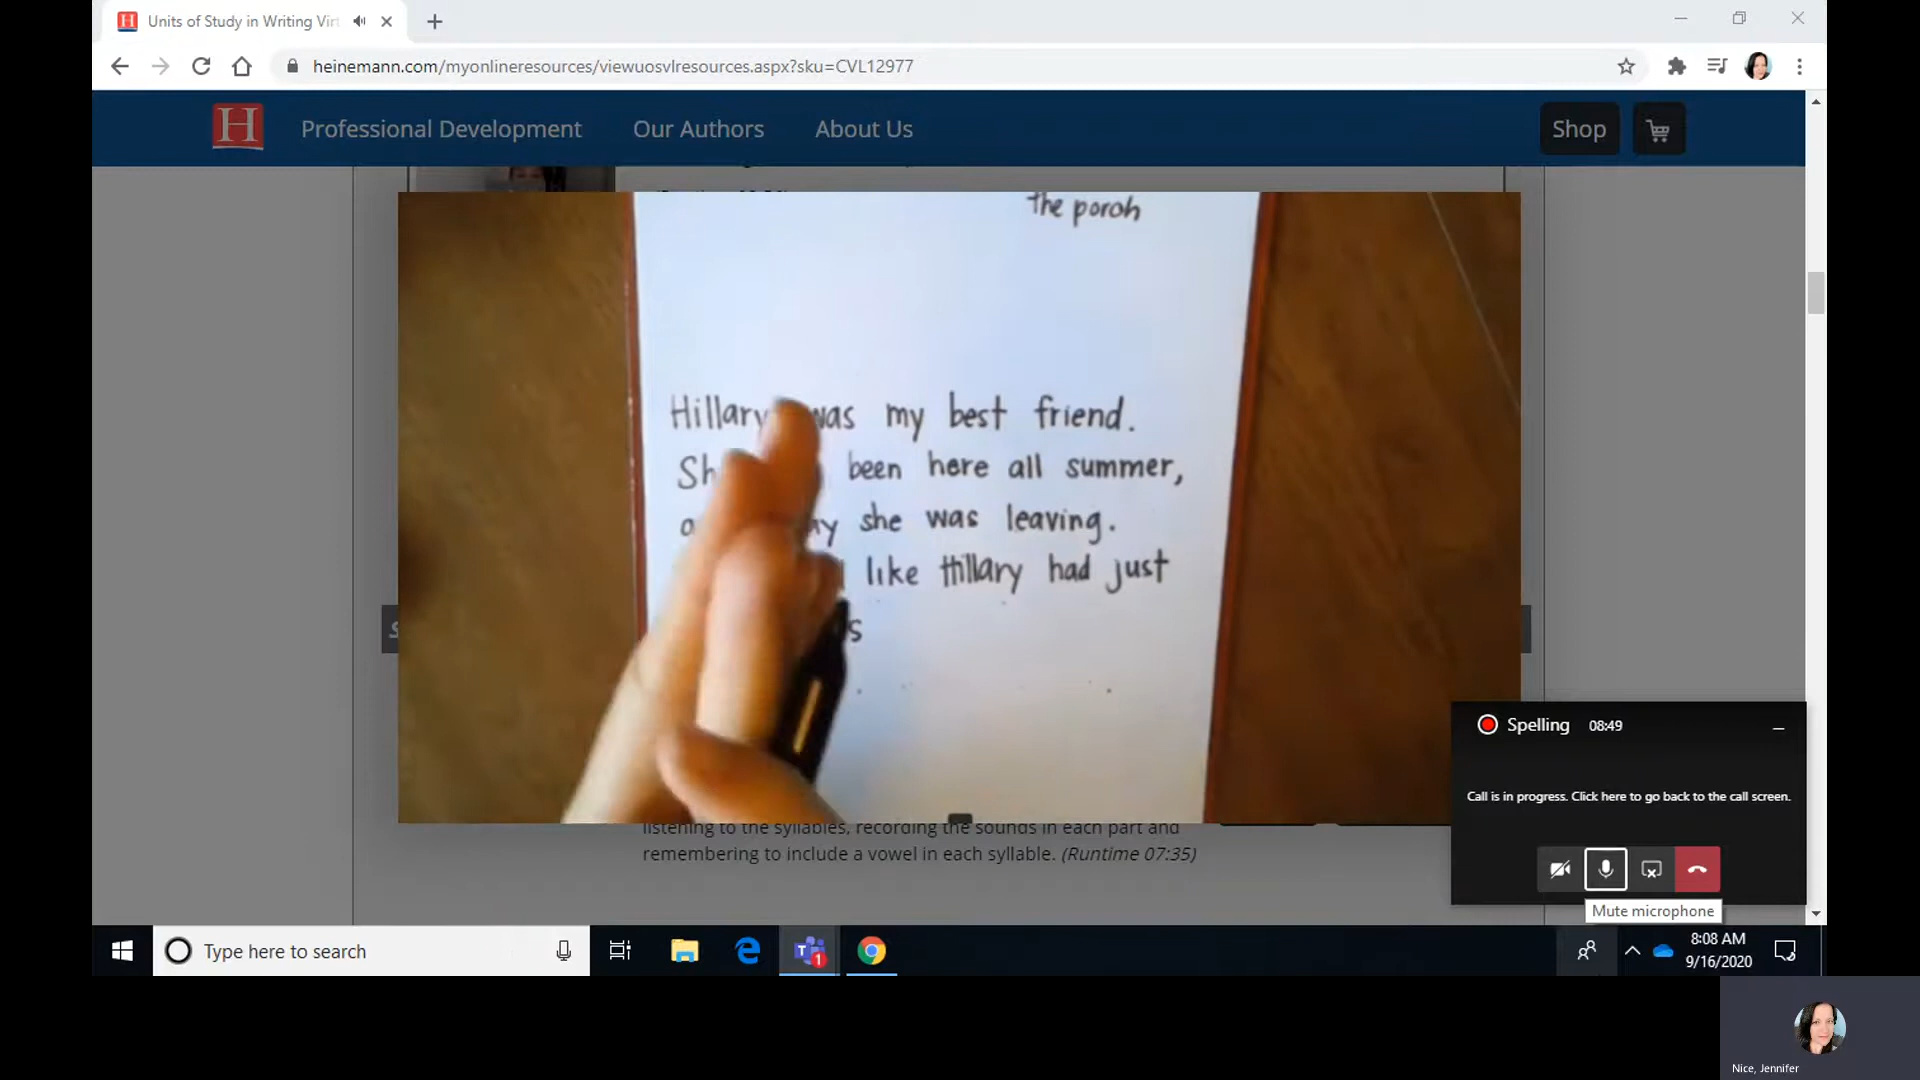 Units of Study in Writing Virt
heinemann.com/myonlineresources/viewuosvlresources.aspx?sku=CVL12977
H Professional Development Our Authors About Us Shop
the poroh
Hillary was my best friend.
Sh been here all summer,
she was leaving.
like Hillary had just
s
listening to the syllables, recording the sounds in each part and
remembering to include a vowel in each syllable. (Runtime 07:35)
Spelling 08:49
Call is in progress. Click here to go back to the call screen.
Mute microphone
Type here to search
1
8:08 AM
9/16/2020
Nice, Jennifer